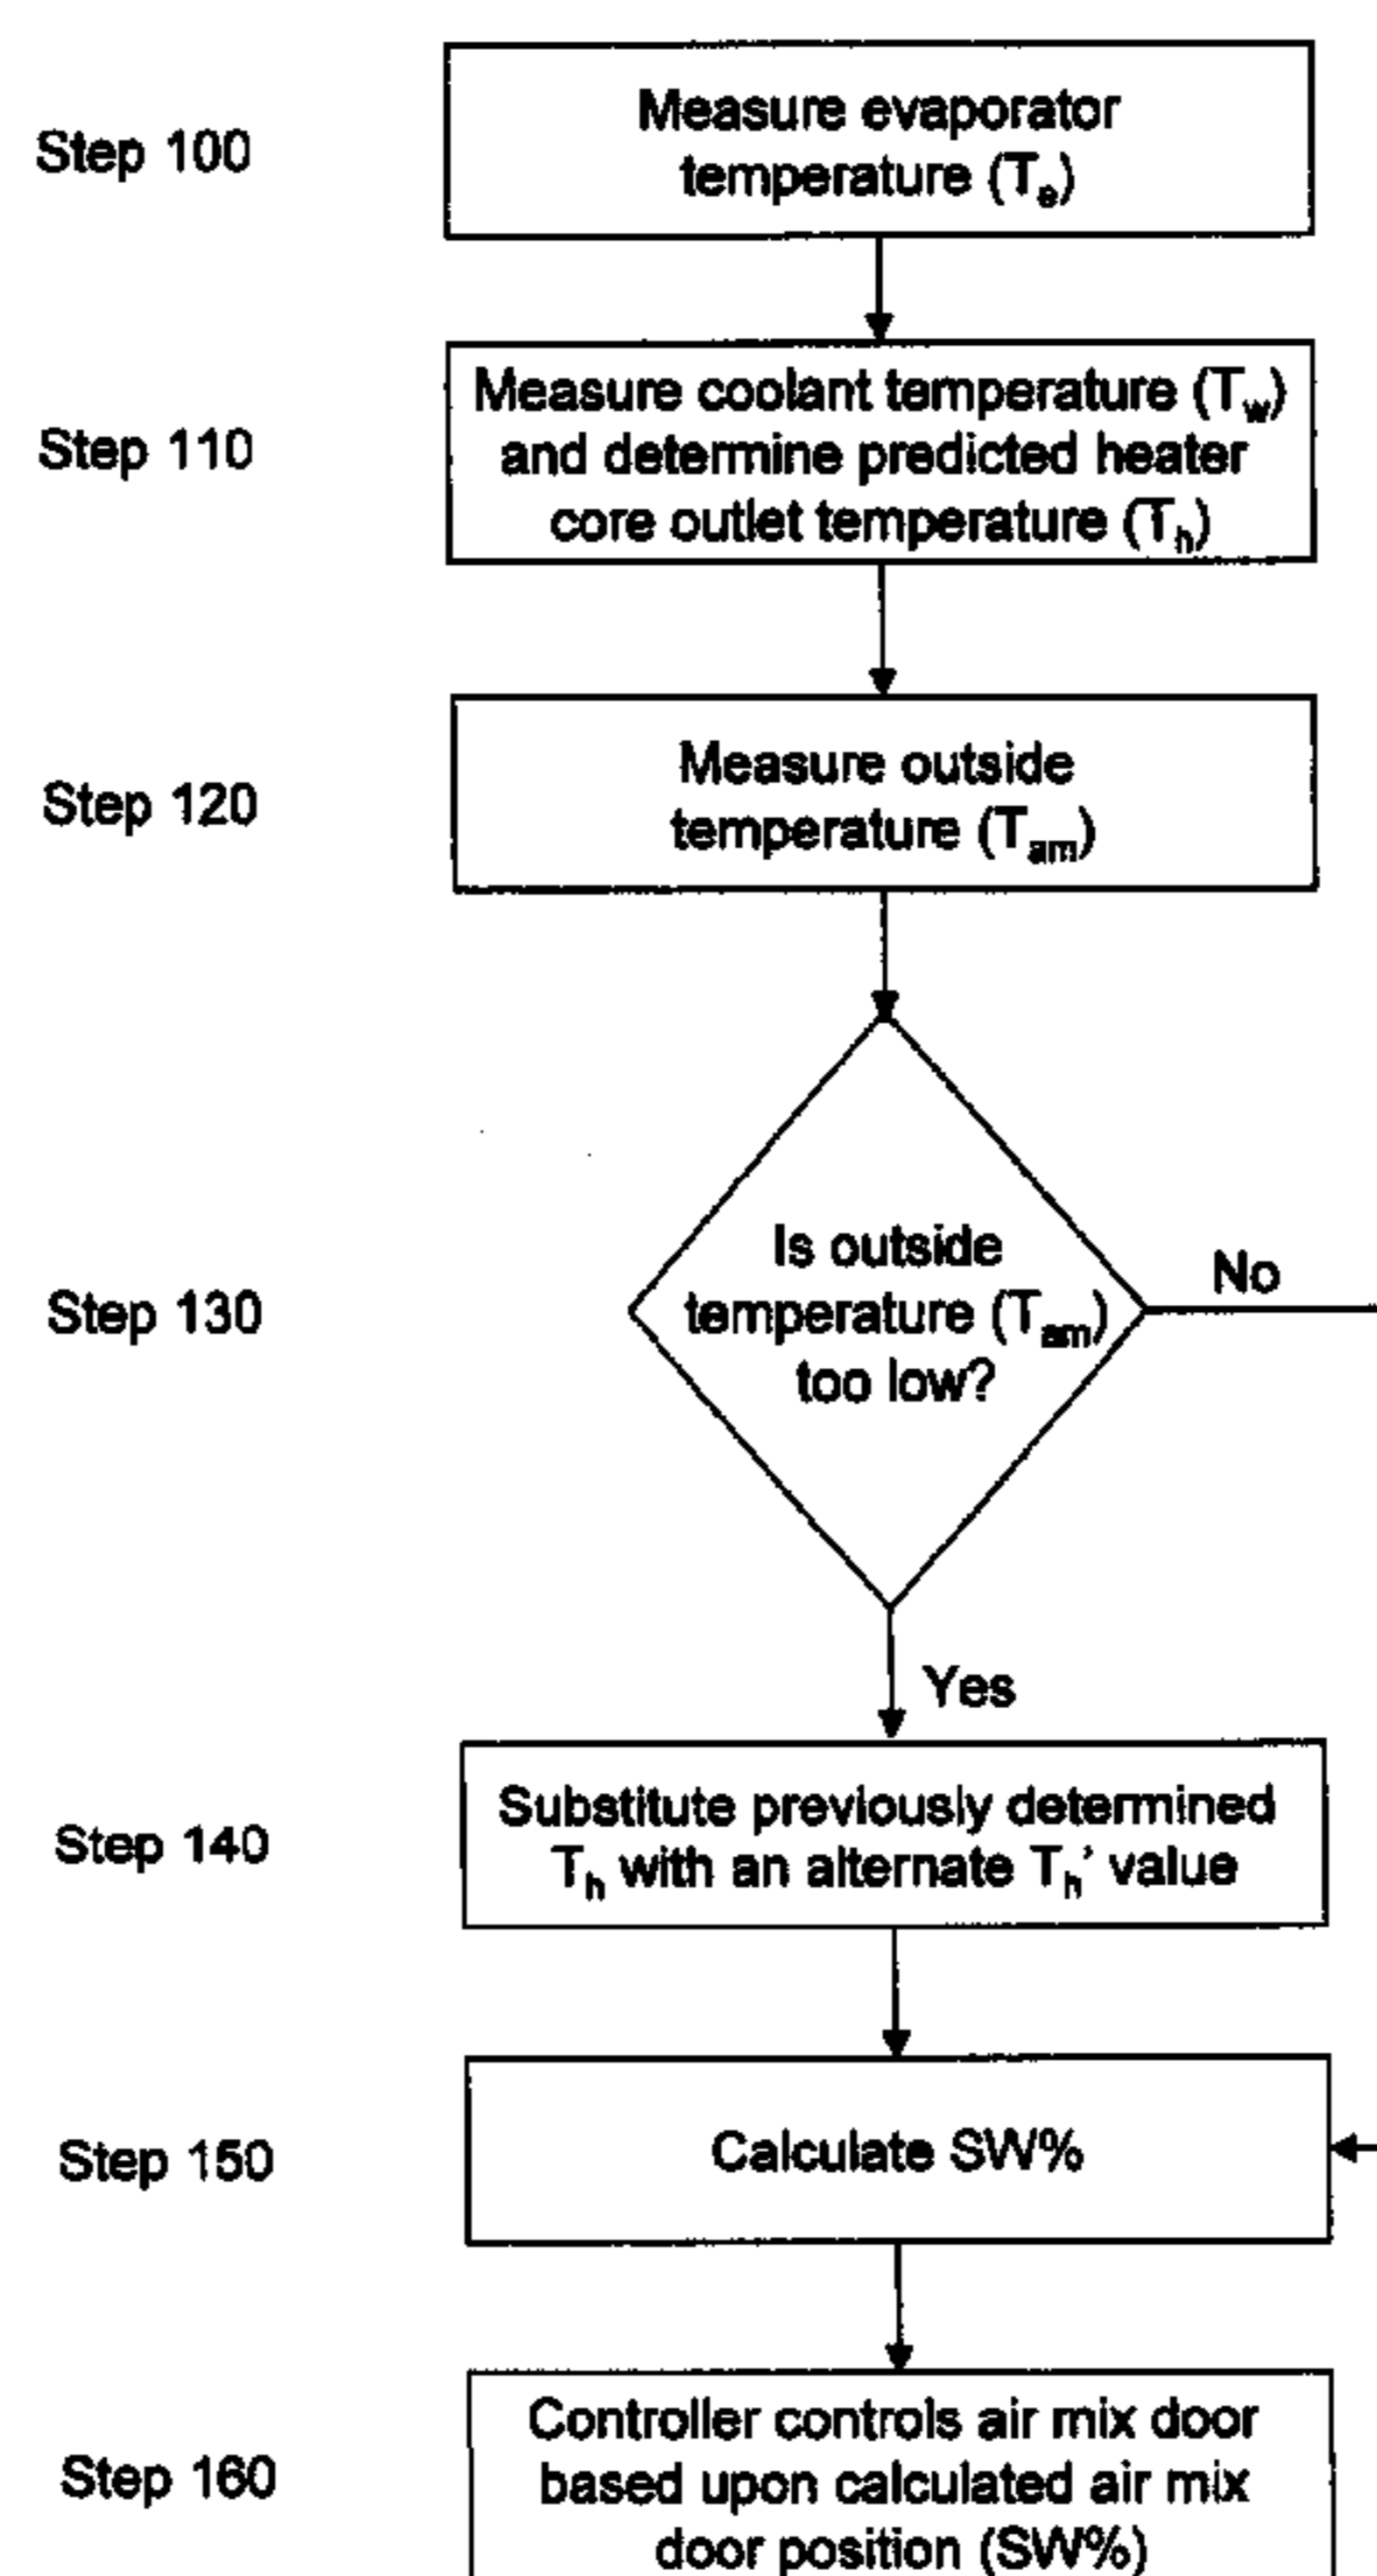 Step 100
Measure evaporator
temperature (Te)
Step 110
Measure coolant temperature (Tw)
and determine predicted heater
core outlet temperature (Th)
Step 120
Measure outside
temperature (Tam)
Step 130
Is outside
temperature (Tam)
too low?
No
Yes
Step 140
Substitute previously determined
Th with an alternate Th' value
Step 150
Calculate SW%
Step 160
Controller controls air mix door
based upon calculated air mix
door position (SW%)